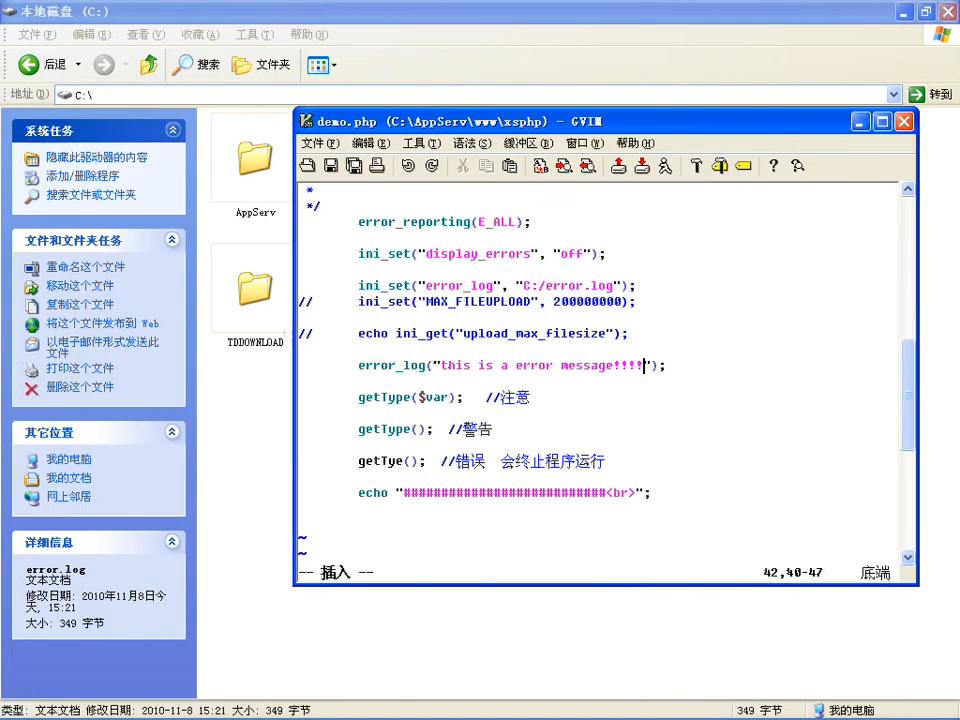 本地磁盘 (C:)
文件(F) 编辑(E) 查看(V) 收藏(A) 工具(T) 帮助(H)
后退 搜索 文件夹
地址(D) C:\ 转到
系统任务
隐藏此驱动器的内容
添加/删除程序
搜索文件或文件夹
文件和文件夹任务
重命名这个文件
移动这个文件
复制这个文件
将这个文件发布到 Web
以电子邮件形式发送此
文件
打印这个文件
删除这个文件
其它位置
我的电脑
我的文档
网上邻居
详细信息
error.log
文本文档
修改日期: 2010年11月8日今
天, 15:21
大小: 349 字节
AppServ
TDDOWNLOAD
demo.php (C:\AppServ\www\xsphp) - GVIM
文件(F) 编辑(E) 工具(T) 语法(S) 缓冲区(B) 窗口(W) 帮助(H)
*
*/
error_reporting(E_ALL);
ini_set("display_errors", "off");
ini_set("error_log", "C:/error.log");
// ini_set("MAX_FILEUPLOAD", 200000000);
// echo ini_get("upload_max_filesize");
error_log("this is a error message!!!!");
getType($var); //注意
getType(); //警告
getTye(); //错误 会终止程序运行
echo "###########################<br>";
~
~
-- 插入 -- 42,40-47 底端
类型: 文本文档 修改日期: 2010-11-8 15:21 大小: 349 字节 349 字节 我的电脑